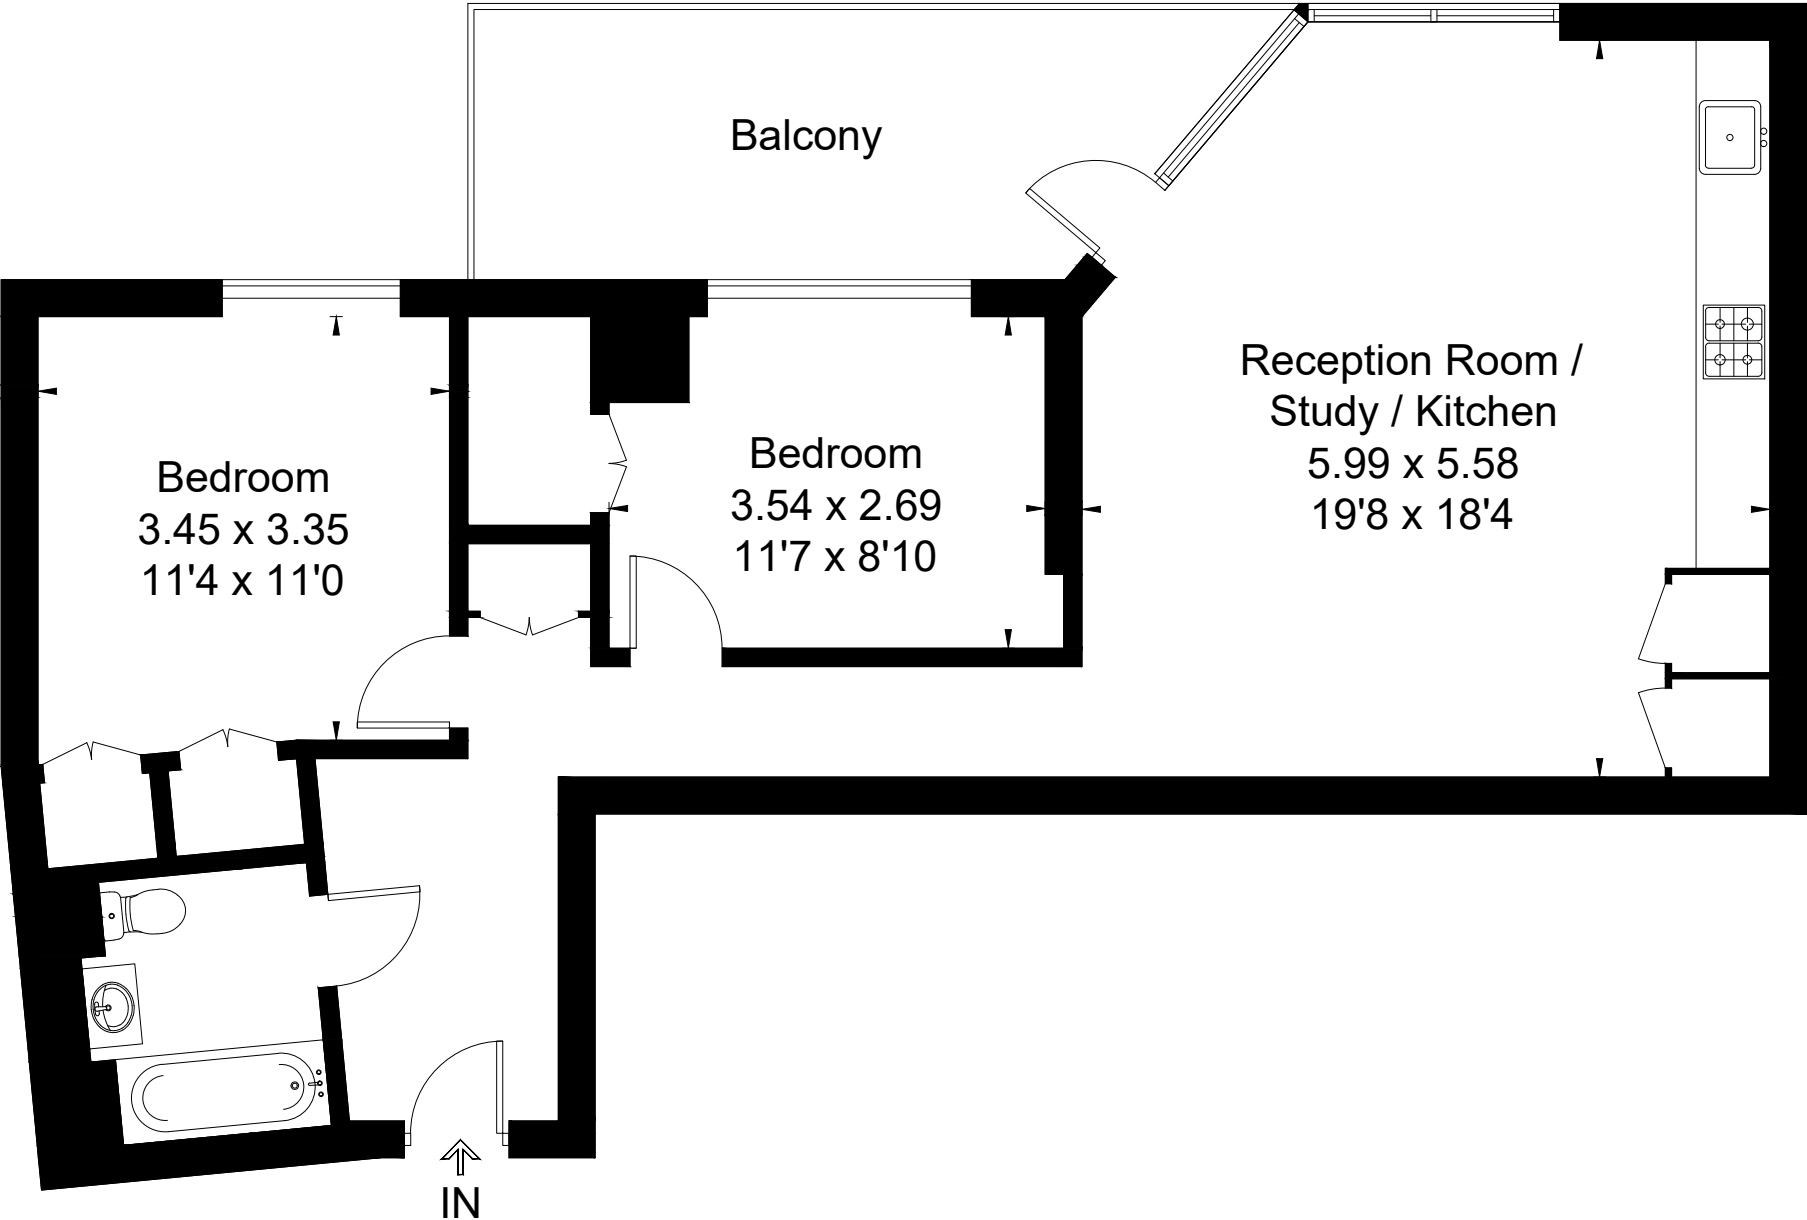 Balcony
Reception Room /
Study / Kitchen
5.99 x 5.58
19'8 x 18'4
Bedroom
3.54 x 2.69
11'7 x 8'10
Bedroom
3.45 x 3.35
11'4 x 11'0
IN